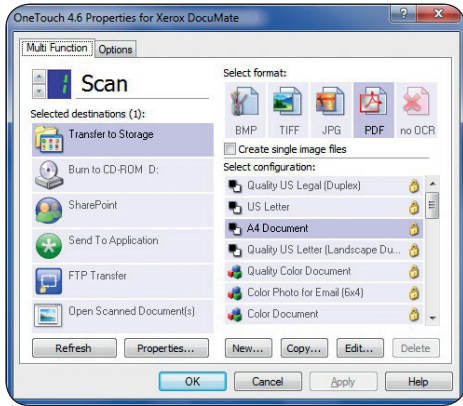 OneTouch 4.6 Properties for Xerox DocuMate
Multi Function
Options
1
Scan
Selected destinations (1):
Transfer to Storage
Burn to CD-ROM D:
SharePoint
Send To Application
FTP Transfer
Open Scanned Document(s)
Refresh
Properties...
Select format:
BMP
TIFF
JPG
PDF
no OCR
Create single image files
Select configuration:
Quality US Legal (Duplex)
US Letter
A4 Document
Quality US Letter (Landscape Du...
Quality Color Document
Color Photo for Email (6x4)
Color Document
New...
Copy...
Edit...
Delete
OK
Cancel
Apply
Help